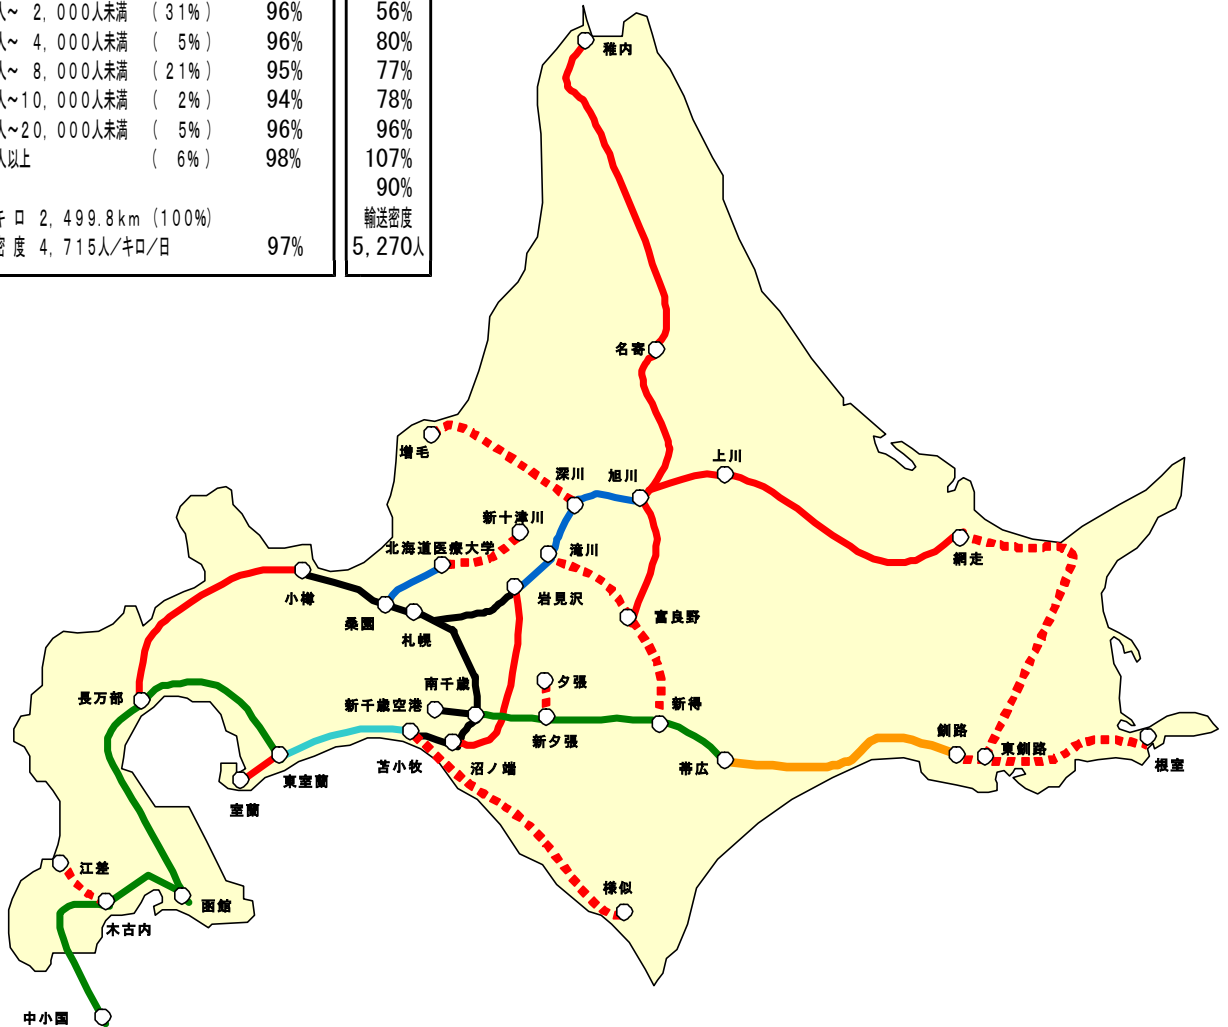 人～ 2,000人未満 (31%) 96% 56%
人～ 4,000人未満 ( 5%) 96% 80%
人～ 8,000人未満 (21%) 95% 77%
人～10,000人未満 ( 2%) 94% 78%
人～20,000人未満 ( 5%) 96% 96%
人以上 ( 6%) 98% 107%
90%
キロ 2,499.8km (100%) 輸送密度
密度 4,715人/キロ/日 97% 5,270人
稚内
名寄
増毛
深川
旭川
上川
新十津川
北海道医療大学
滝川
網走
小樽
桑園
札幌
岩見沢
富良野
長万部
南千歳
新千歳空港
夕張
新得
新夕張
釧路
東釧路
根室
室蘭
東室蘭
苫小牧
沼ノ端
帯広
江差
函館
木古内
様似
中小国